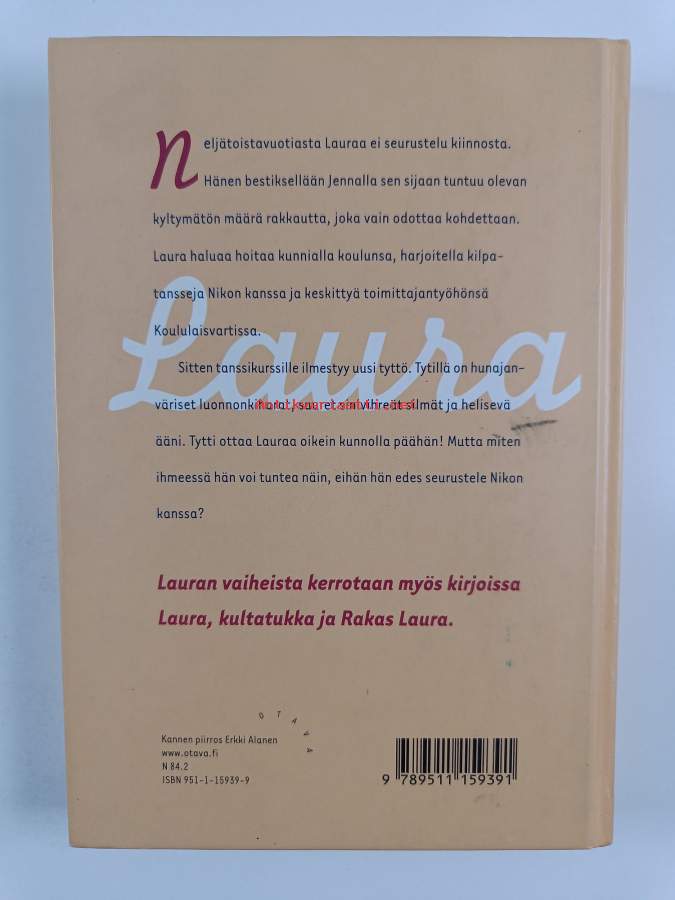 Neljätoistavuotiasta Lauraa ei seurustelu kiinnosta.
Hänen bestiksellään Jennalla sen sijaan tuntuu olevan
kyltymätön määrä rakkautta, joka vain odottaa kohdettaan.
Laura haluaa hoitaa kunnialla koulunsa, harjoitella kilpa-
tansseja Nikon kanssa ja keskittyä toimittajantyöhönsä
Koululaisvartissa.
Laura
Sitten tanssikurssille ilmestyy uusi tyttö. Tytillä on hunajan-
väriset luonnonkiharat, suuret sinivihreät silmät ja helisevä
ääni. Tytti ottaa Lauraa oikein kunnolla päähän! Mutta miten
ihmeessä hän voi tuntea näin, eihän hän edes seurustele Nikon
kanssa?
Lauran vaiheista kerrotaan myös kirjoissa
Laura, kultatukka ja Rakas Laura.
OTAVA
Kannen piirros Erkki Alanen
www.otava.fi
N 84.2
ISBN 951-1-15939-9
9 789511 159391